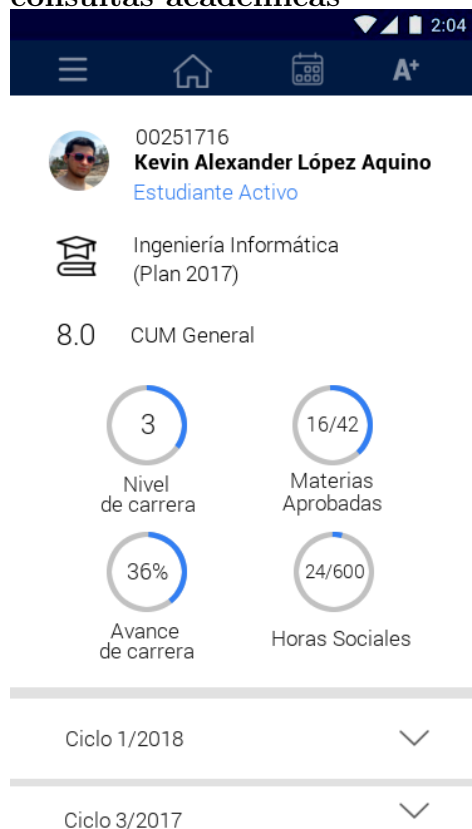 consultas académicas
2:04
A+
00251716
Kevin Alexander López Aquino
Estudiante Activo
Ingeniería Informática
(Plan 2017)
8.0 CUM General
3
16/42
Nivel
de carrera
Materias
Aprobadas
36%
24/600
Avance
de carrera
Horas Sociales
Ciclo 1/2018
Ciclo 3/2017